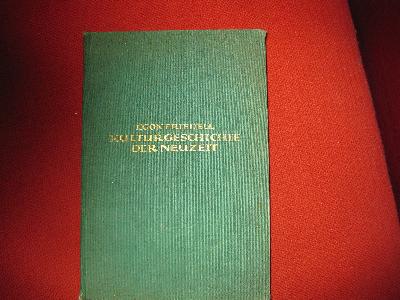 EGON FRIEDELL
KULTURGESCHICHTE
DER NEUZEIT